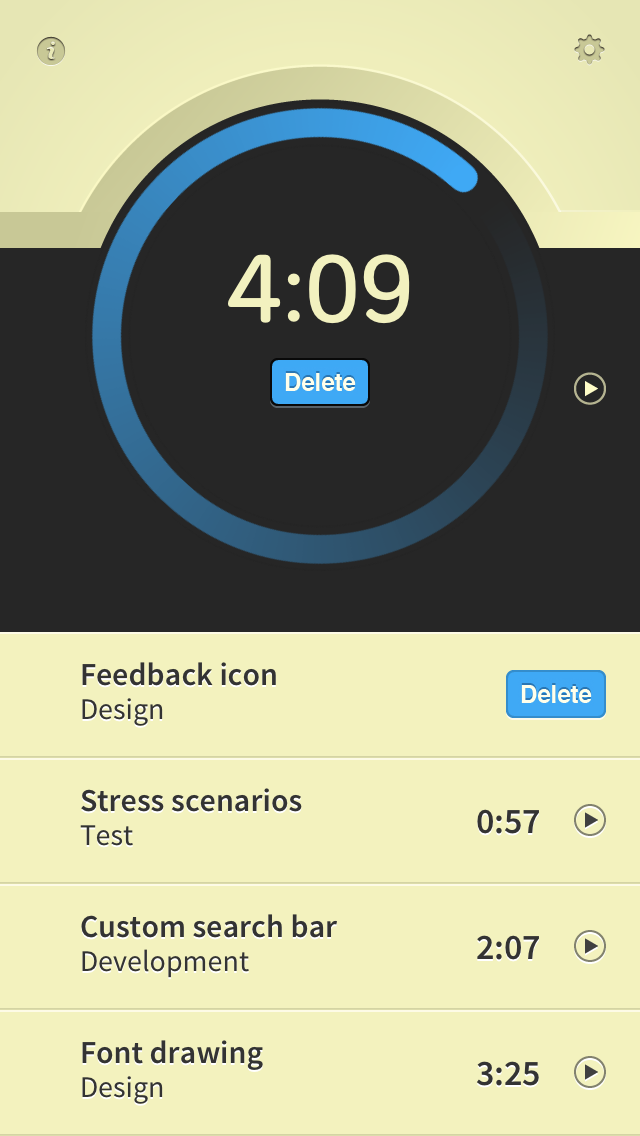 4:09
Delete
Feedback icon
Design
Delete
Stress scenarios
Test
0:57
Custom search bar
Development
2:07
Font drawing
Design
3:25